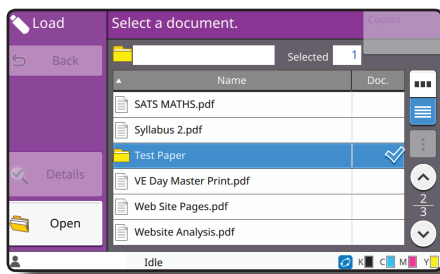 Load
Select a document.
Copies
Back
Selected 1
Name Doc.
SATS MATHS.pdf
Syllabus 2.pdf
Test Paper
Details
VE Day Master Print.pdf
Web Site Pages.pdf
Open
Website Analysis.pdf
2
3
Idle
K C M Y